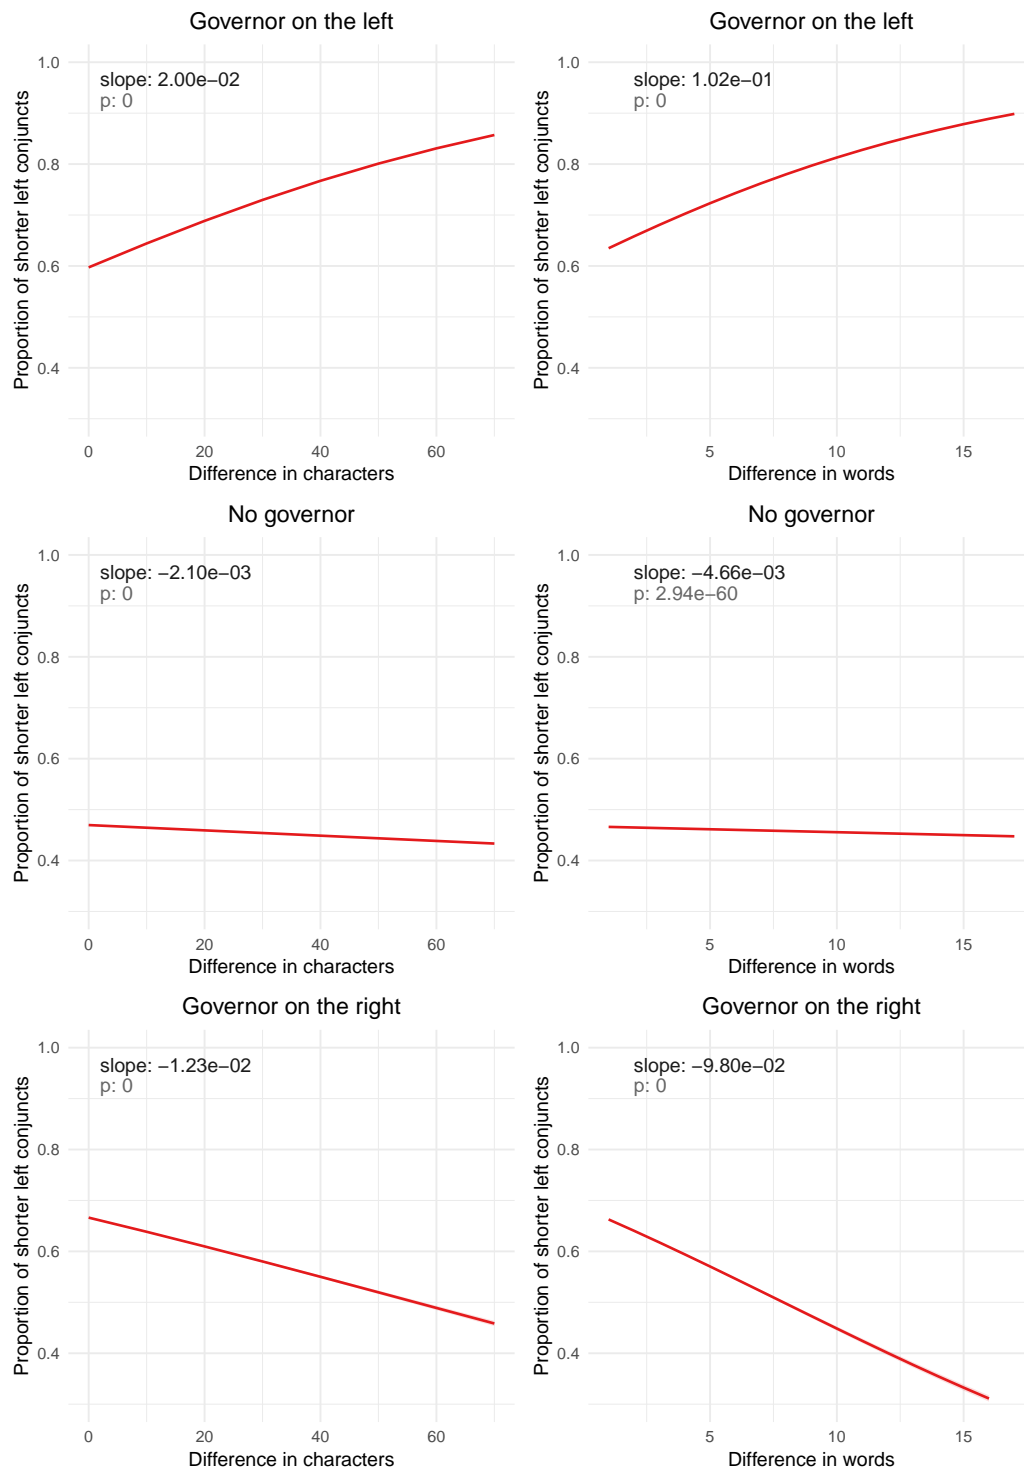 Governor on the left
Proportion of shorter left conjuncts
1.0
0.8
0.6
0.4
slope: 2.00e−02
p: 0
0 20 40 60
Difference in characters
Governor on the left
Proportion of shorter left conjuncts
1.0
0.8
0.6
0.4
slope: 1.02e−01
p: 0
5 10 15
Difference in words
No governor
Proportion of shorter left conjuncts
1.0
0.8
0.6
0.4
slope: −2.10e−03
p: 0
0 20 40 60
Difference in characters
No governor
Proportion of shorter left conjuncts
1.0
0.8
0.6
0.4
slope: −4.66e−03
p: 2.94e−60
5 10 15
Difference in words
Governor on the right
Proportion of shorter left conjuncts
1.0
0.8
0.6
0.4
slope: −1.23e−02
p: 0
0 20 40 60
Difference in characters
Governor on the right
Proportion of shorter left conjuncts
1.0
0.8
0.6
0.4
slope: −9.80e−02
p: 0
5 10 15
Difference in words